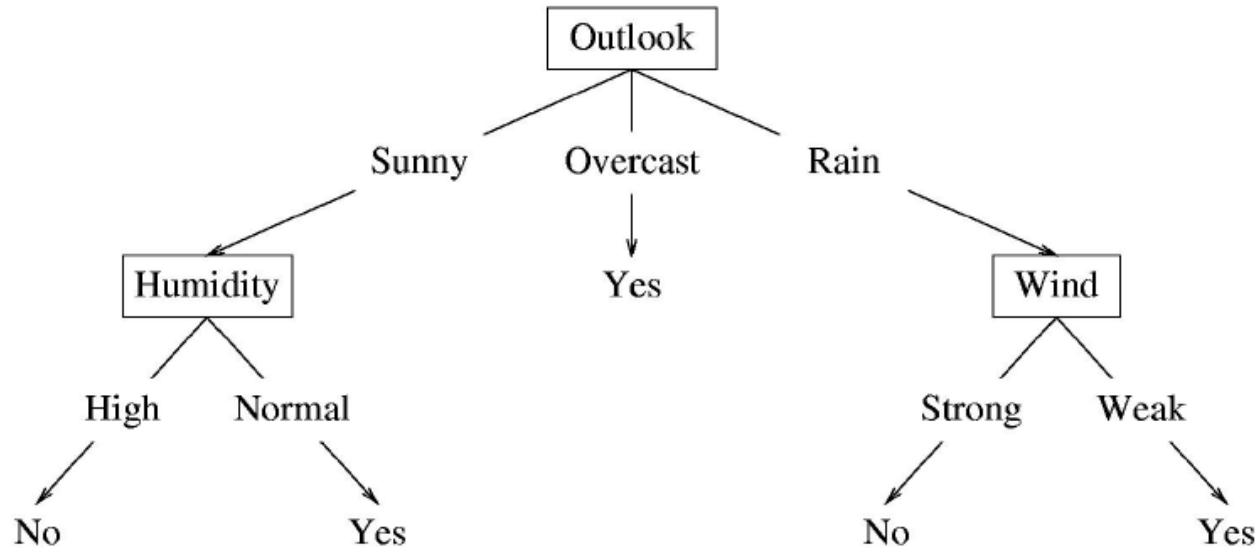 Outlook
Sunny Overcast Rain
Humidity Yes Wind
High Normal Strong Weak
No Yes No Yes